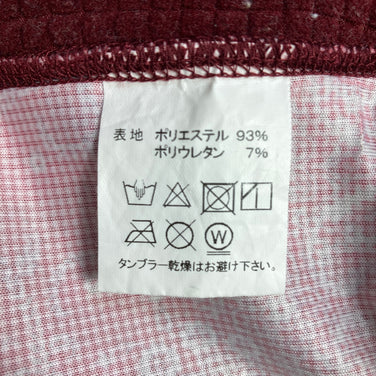 表地 ポリエステル 93%
ポリウレタン 7%
W
タンブラー乾燥はお避け下さい。